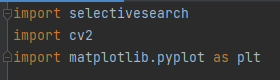 import selectivesearch
import cv2
import matplotlib.pyplot as plt